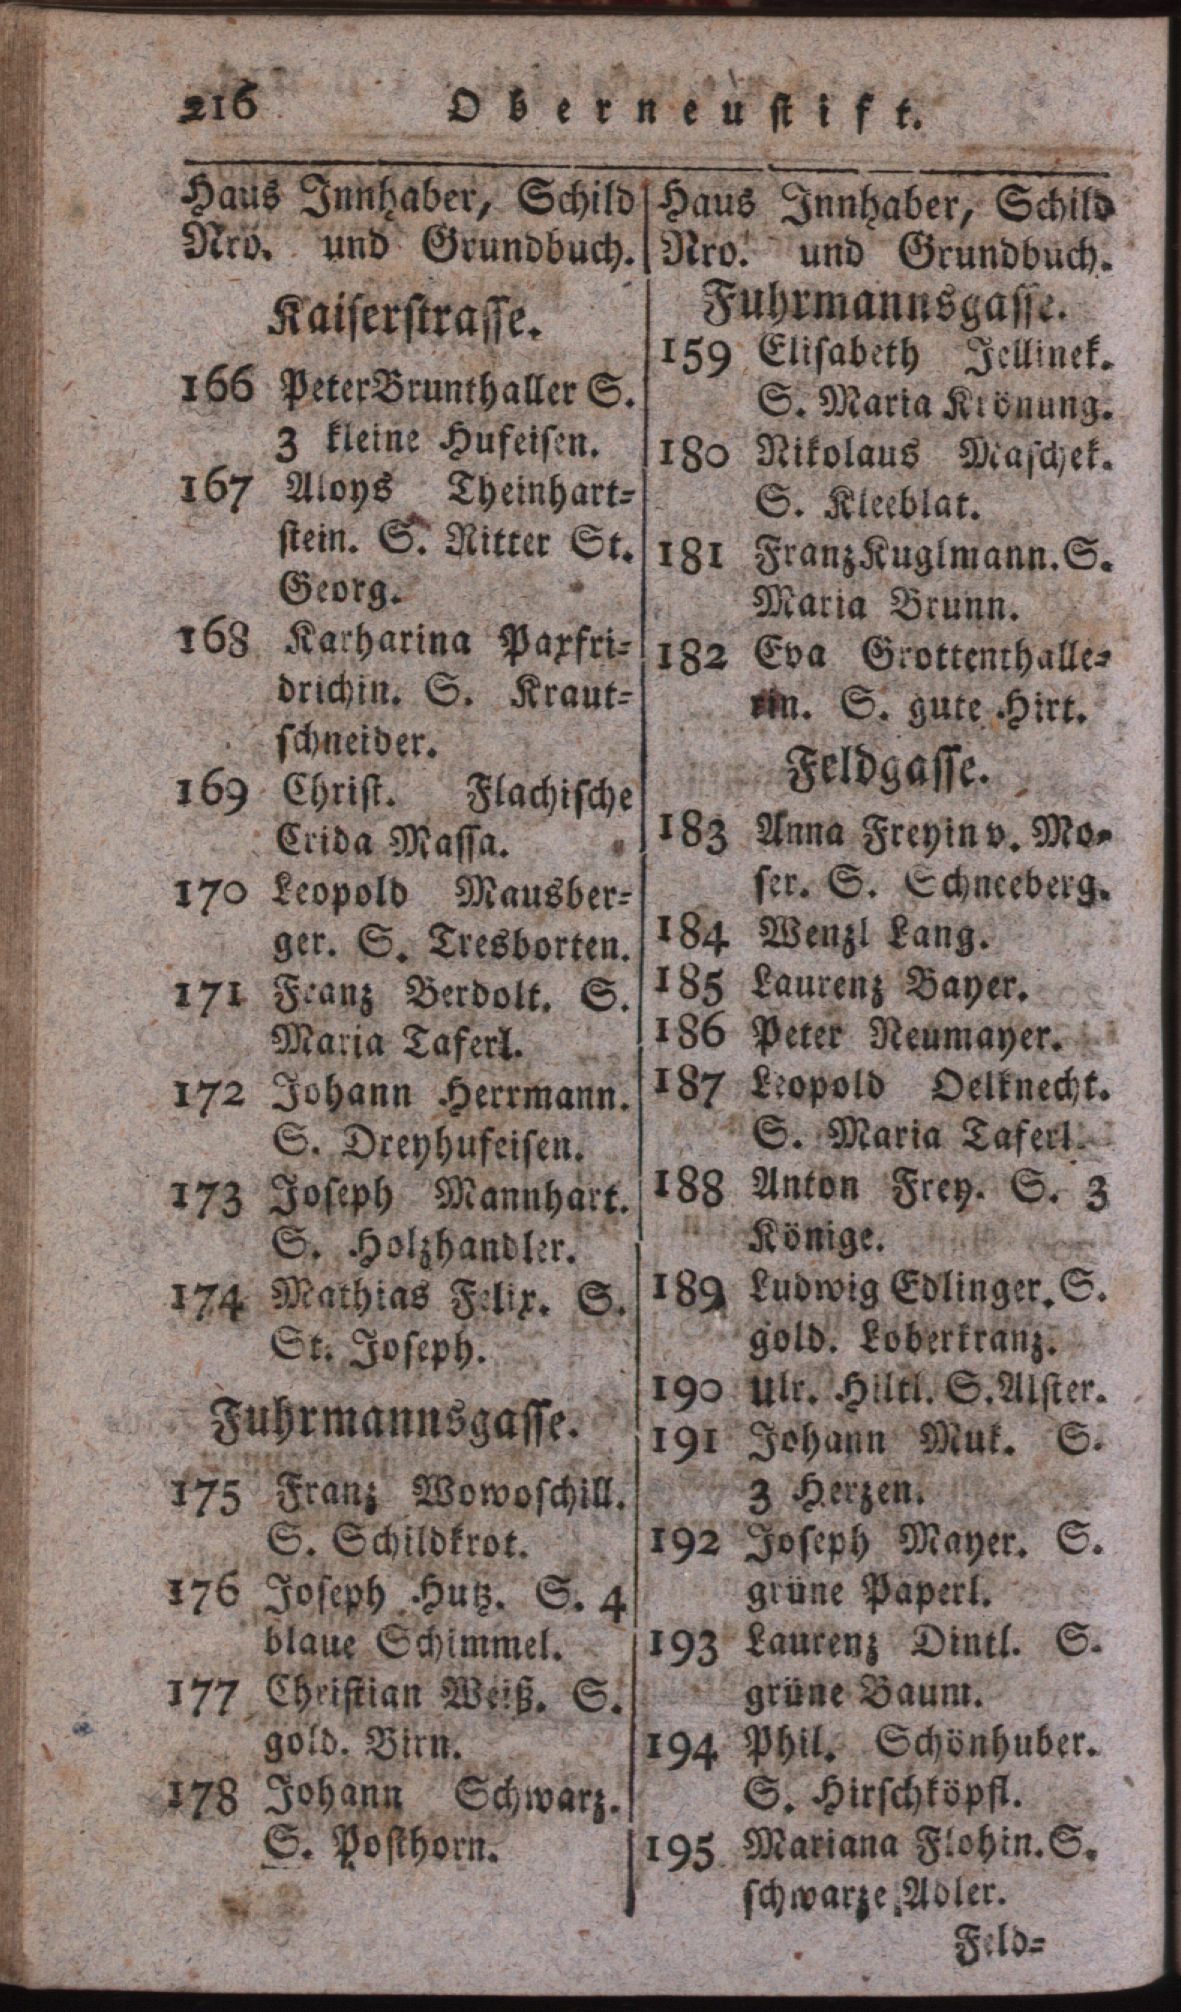 216 Oberneustift.
Haus Innhaber, Schild
Nro. und Grundbuch.
Kaiserstrasse.
166 Peter Brunthaller S.
3 kleine Hufeisen.
167 Aloys Theinhart-
stein. S. Ritter St.
Georg.
168 Katharina Paxfri-
drichin. S. Kraut-
schneider.
169 Christ. Flachische
Crida Massa.
170 Leopold Mausber-
ger. S. Tresborten.
171 Franz Berdolt. S.
Maria Taferl.
172 Johann Herrmann.
S. Dreyhufeisen.
173 Joseph Mannhart.
S. Holzhandler.
174 Mathias Felix. S.
St. Joseph.
Fuhrmannsgasse.
175 Franz Wowoschill.
S. Schildkrot.
176 Joseph Hutz. S. 4
blaue Schimmel.
177 Christian Weiß. S.
gold. Birn.
178 Johann Schwarz.
S. Posthorn.
Haus Innhaber, Schild
Nro. und Grundbuch.
Fuhrmannsgasse.
159 Elisabeth Jellinek.
S. Maria Krönung.
180 Nikolaus Maschek.
S. Kleeblat.
181 Franz Kuglmann. S.
Maria Brunn.
182 Eva Grottenthalle-
rin. S. gute Hirt.
Feldgasse.
183 Anna Freyin v. Mo-
ser. S. Schneeberg.
184 Wenzl Lang.
185 Laurenz Bayer.
186 Peter Neumayer.
187 Leopold Oelknecht.
S. Maria Taferl.
188 Anton Frey. S. 3
Könige.
189 Ludwig Edlinger. S.
gold. Loberkranz.
190 Ulr. Hiltl. S. Alster.
191 Johann Muk. S.
3 Herzen.
192 Joseph Mayer. S.
grüne Paperl.
193 Laurenz Dintl. S.
grüne Baum.
194 Phil. Schönhuber.
S. Hirschköpfl.
195 Mariana Flohin. S.
schwarze Adler.
Feld-